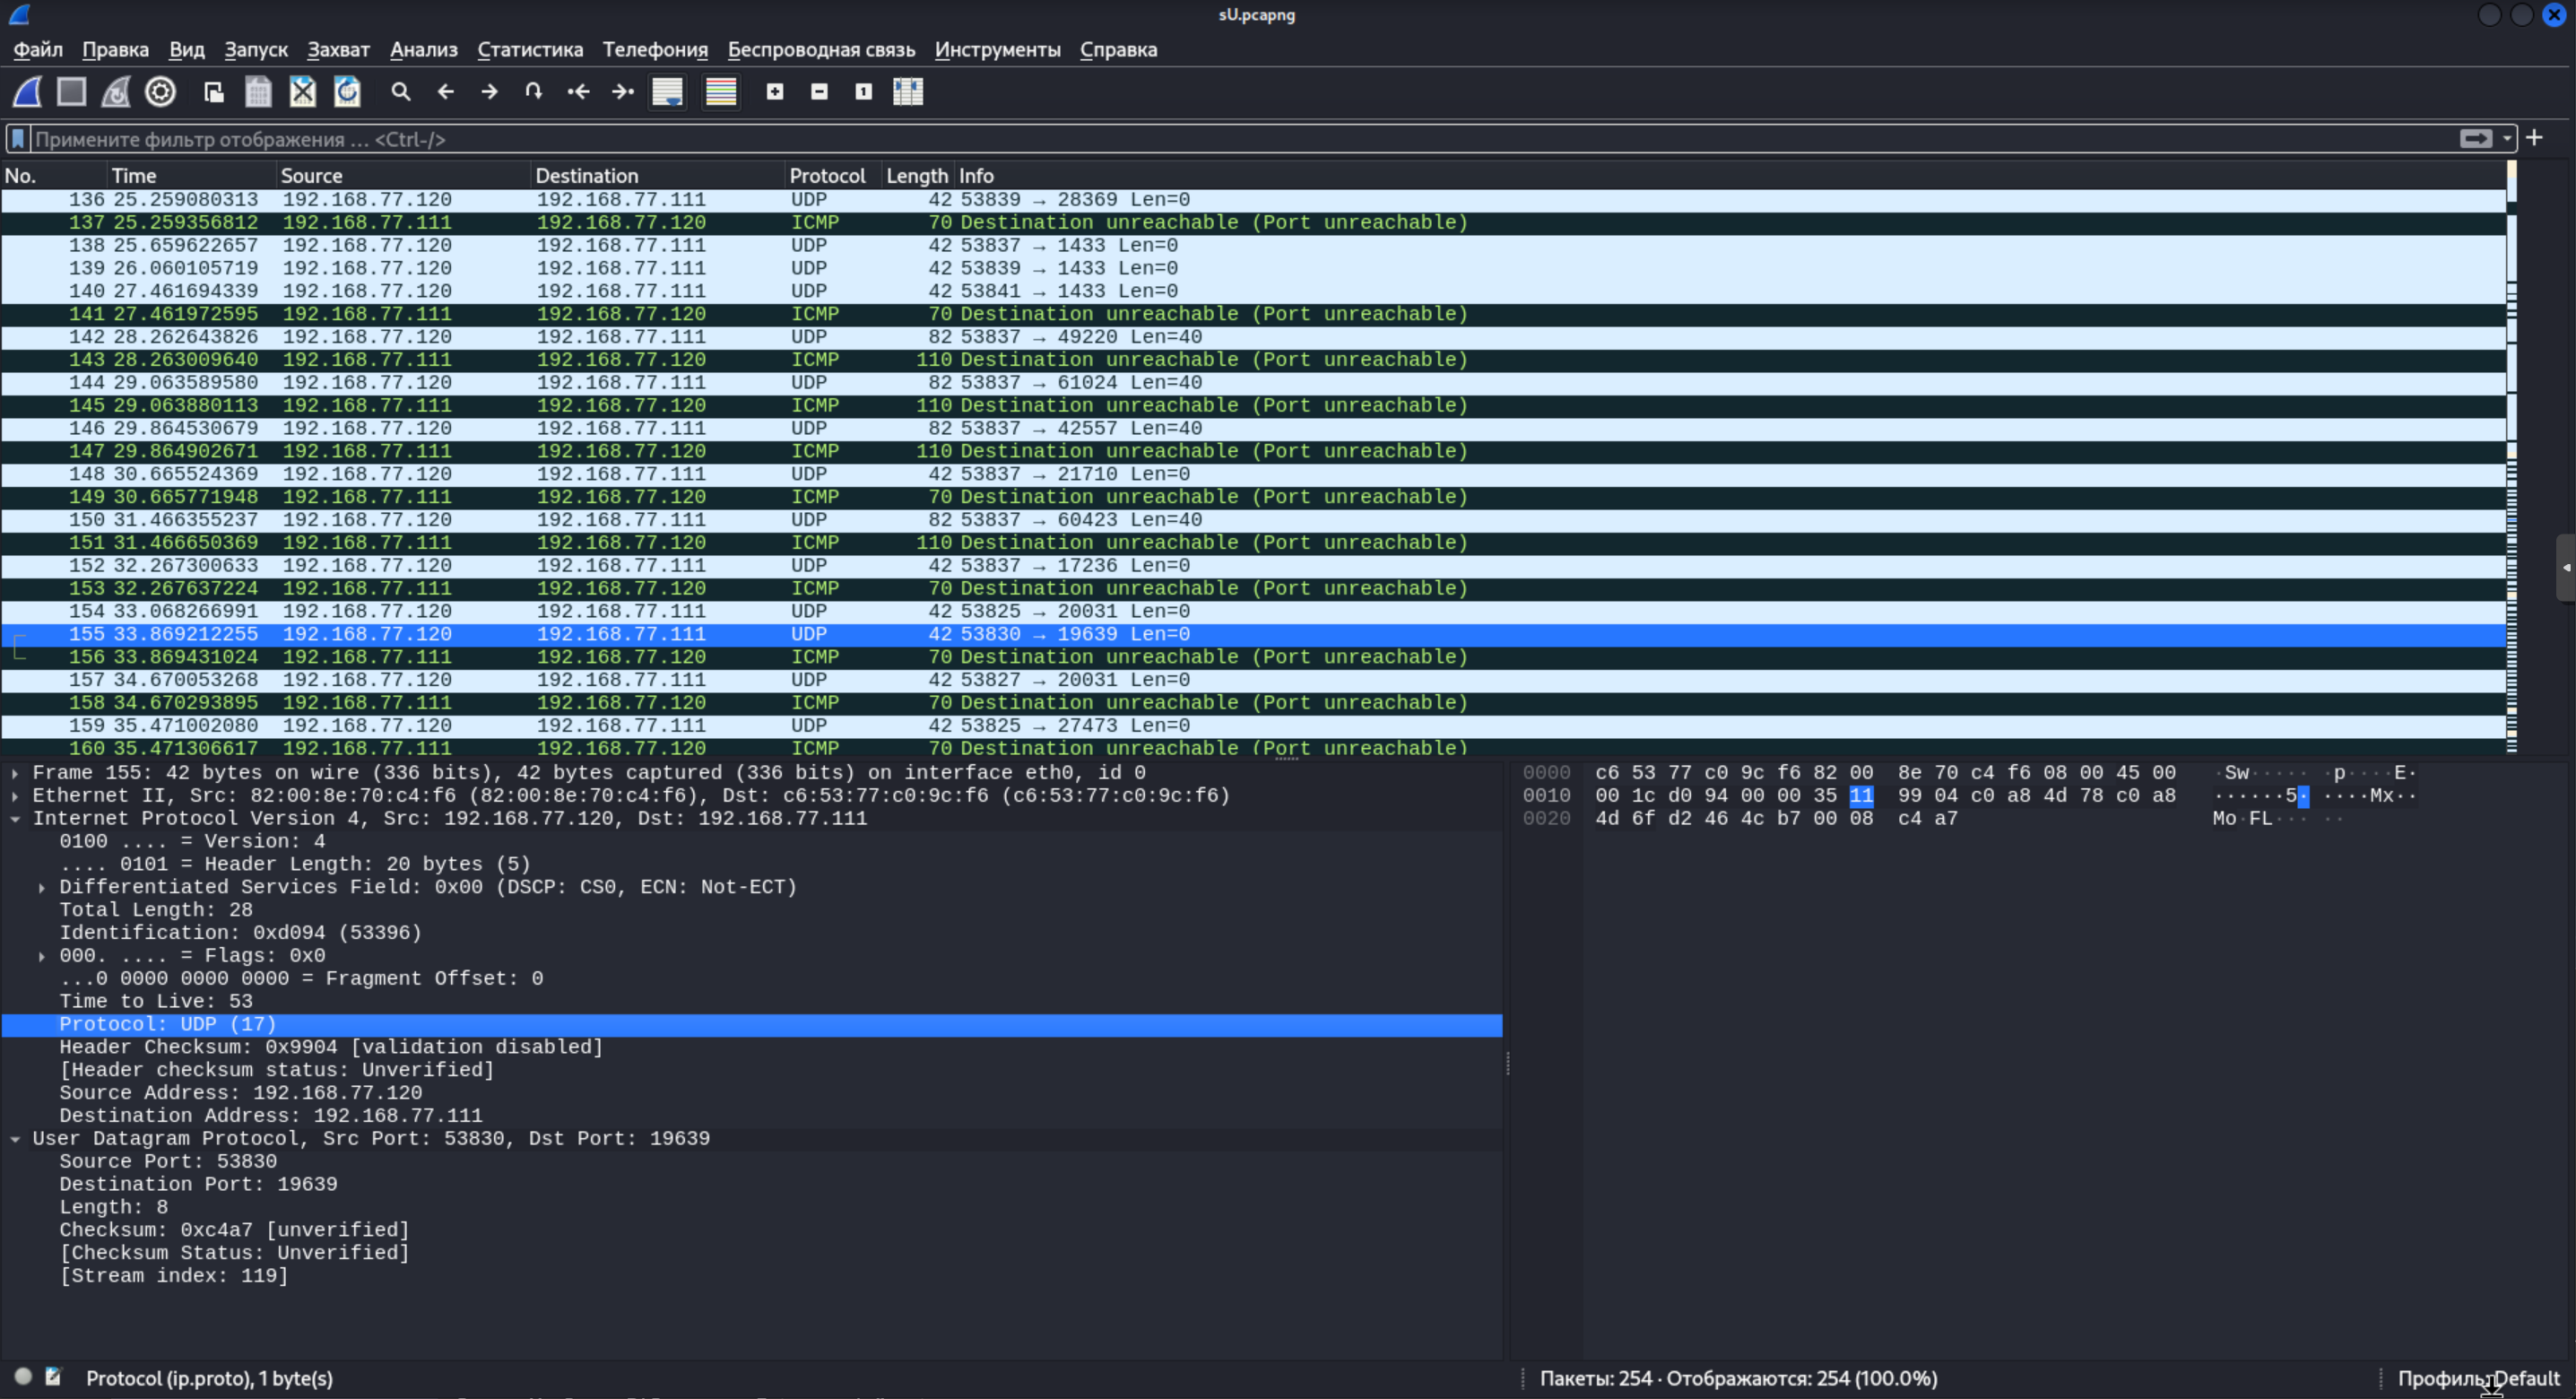 sU.pcapng
Файл Правка Вид Запуск Захват Анализ Статистика Телефония Беспроводная связь Инструменты Справка
Примените фильтр отображения … <Ctrl-/>
No. Time Source Destination Protocol Length Info
136 25.259080313 192.168.77.120 192.168.77.111 UDP 42 53839 → 28369 Len=0
137 25.259356812 192.168.77.111 192.168.77.120 ICMP 70 Destination unreachable (Port unreachable)
138 25.659622657 192.168.77.120 192.168.77.111 UDP 42 53837 → 1433 Len=0
139 26.060105719 192.168.77.120 192.168.77.111 UDP 42 53839 → 1433 Len=0
140 27.461694339 192.168.77.120 192.168.77.111 UDP 42 53841 → 1433 Len=0
141 27.461972595 192.168.77.111 192.168.77.120 ICMP 70 Destination unreachable (Port unreachable)
142 28.262643826 192.168.77.120 192.168.77.111 UDP 82 53837 → 49220 Len=40
143 28.263009640 192.168.77.111 192.168.77.120 ICMP 110 Destination unreachable (Port unreachable)
144 29.063589580 192.168.77.120 192.168.77.111 UDP 82 53837 → 61024 Len=40
145 29.063880113 192.168.77.111 192.168.77.120 ICMP 110 Destination unreachable (Port unreachable)
146 29.864530679 192.168.77.120 192.168.77.111 UDP 82 53837 → 42557 Len=40
147 29.864902671 192.168.77.111 192.168.77.120 ICMP 110 Destination unreachable (Port unreachable)
148 30.665524369 192.168.77.120 192.168.77.111 UDP 42 53837 → 21710 Len=0
149 30.665771948 192.168.77.111 192.168.77.120 ICMP 70 Destination unreachable (Port unreachable)
150 31.466355237 192.168.77.120 192.168.77.111 UDP 82 53837 → 60423 Len=40
151 31.466650369 192.168.77.111 192.168.77.120 ICMP 110 Destination unreachable (Port unreachable)
152 32.267300633 192.168.77.120 192.168.77.111 UDP 42 53837 → 17236 Len=0
153 32.267637224 192.168.77.111 192.168.77.120 ICMP 70 Destination unreachable (Port unreachable)
154 33.068266991 192.168.77.120 192.168.77.111 UDP 42 53825 → 20031 Len=0
155 33.869212255 192.168.77.120 192.168.77.111 UDP 42 53830 → 19639 Len=0
156 33.869431024 192.168.77.111 192.168.77.120 ICMP 70 Destination unreachable (Port unreachable)
157 34.670053268 192.168.77.120 192.168.77.111 UDP 42 53827 → 20031 Len=0
158 34.670293895 192.168.77.111 192.168.77.120 ICMP 70 Destination unreachable (Port unreachable)
159 35.471002080 192.168.77.120 192.168.77.111 UDP 42 53825 → 27473 Len=0
160 35.471306617 192.168.77.111 192.168.77.120 ICMP 70 Destination unreachable (Port unreachable)
Frame 155: 42 bytes on wire (336 bits), 42 bytes captured (336 bits) on interface eth0, id 0
Ethernet II, Src: 82:00:8e:70:c4:f6 (82:00:8e:70:c4:f6), Dst: c6:53:77:c0:9c:f6 (c6:53:77:c0:9c:f6)
Internet Protocol Version 4, Src: 192.168.77.120, Dst: 192.168.77.111
0100 .... = Version: 4
.... 0101 = Header Length: 20 bytes (5)
Differentiated Services Field: 0x00 (DSCP: CS0, ECN: Not-ECT)
Total Length: 28
Identification: 0xd094 (53396)
000. .... = Flags: 0x0
...0 0000 0000 0000 = Fragment Offset: 0
Time to Live: 53
Protocol: UDP (17)
Header Checksum: 0x9904 [validation disabled]
[Header checksum status: Unverified]
Source Address: 192.168.77.120
Destination Address: 192.168.77.111
User Datagram Protocol, Src Port: 53830, Dst Port: 19639
Source Port: 53830
Destination Port: 19639
Length: 8
Checksum: 0xc4a7 [unverified]
[Checksum Status: Unverified]
[Stream index: 119]
0000 c6 53 77 c0 9c f6 82 00 8e 70 c4 f6 08 00 45 00 ·Sw····· ·p····E·
0010 00 1c d0 94 00 00 35 11 99 04 c0 a8 4d 78 c0 a8 ······5· ····Mx··
0020 4d 6f d2 46 4c b7 00 08 c4 a7 Mo·FL··· ··
Protocol (ip.proto), 1 byte(s)
Пакеты: 254 · Отображаются: 254 (100.0%)
Профиль: Default